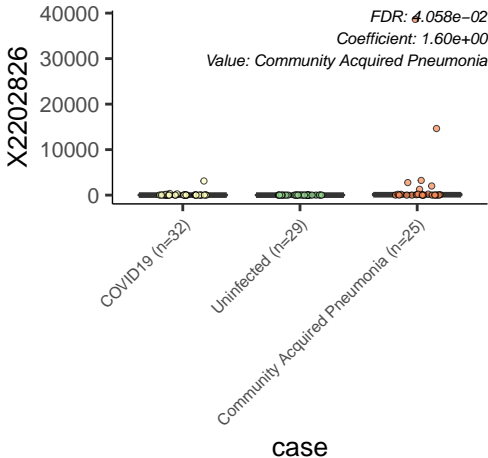 FDR: 4.058e−02
Coefficient: 1.60e+00
Value: Community Acquired Pneumonia
40000
30000
20000
10000
0
X2202826
COVID19 (n=32)
Uninfected (n=29)
Community Acquired Pneumonia (n=25)
case